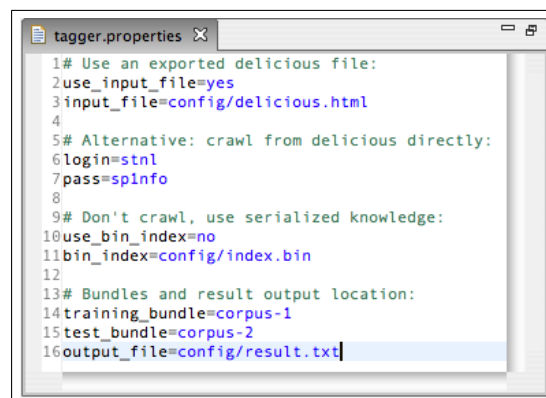 tagger.properties
1# Use an exported delicious file:
2use_input_file=yes
3input_file=config/delicious.html
4
5# Alternative: crawl from delicious directly:
6login=stnl
7pass=sp1nfo
8
9# Don't crawl, use serialized knowledge:
10use_bin_index=no
11bin_index=config/index.bin
12
13# Bundles and result output location:
14training_bundle=corpus-1
15test_bundle=corpus-2
16output_file=config/result.txt